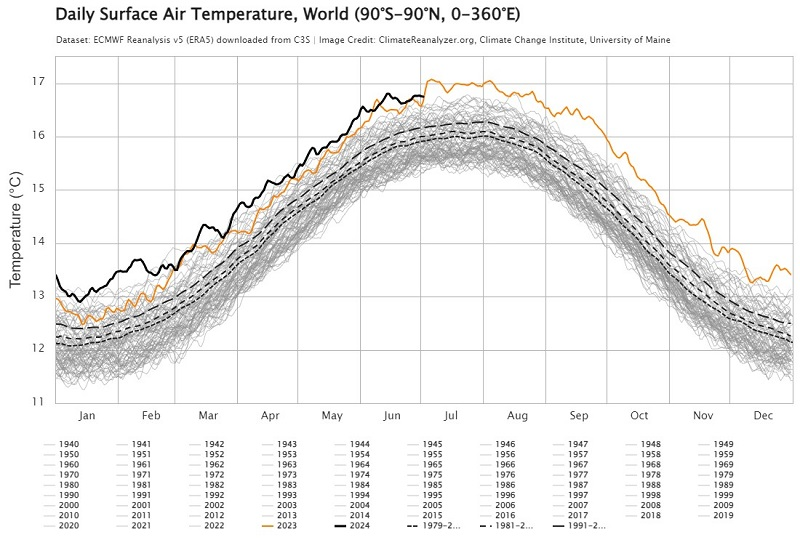 Daily Surface Air Temperature, World (90°S–90°N, 0–360°E)
Dataset: ECMWF Reanalysis v5 (ERA5) downloaded from C3S | Image Credit: ClimateReanalyzer.org, Climate Change Institute, University of Maine
Temperature (°C)
17
16
15
14
13
12
11
Jan Feb Mar Apr May Jun Jul Aug Sep Oct Nov Dec
1940 1941 1942 1943 1944 1945 1946 1947 1948 1949
1950 1951 1952 1953 1954 1955 1956 1957 1958 1959
1960 1961 1962 1963 1964 1965 1966 1967 1968 1969
1970 1971 1972 1973 1974 1975 1976 1977 1978 1979
1980 1981 1982 1983 1984 1985 1986 1987 1988 1989
1990 1991 1992 1993 1994 1995 1996 1997 1998 1999
2000 2001 2002 2003 2004 2005 2006 2007 2008 2009
2010 2011 2012 2013 2014 2015 2016 2017 2018 2019
2020 2021 2022 2023 2024 1979-2... 1981-2... 1991-2...